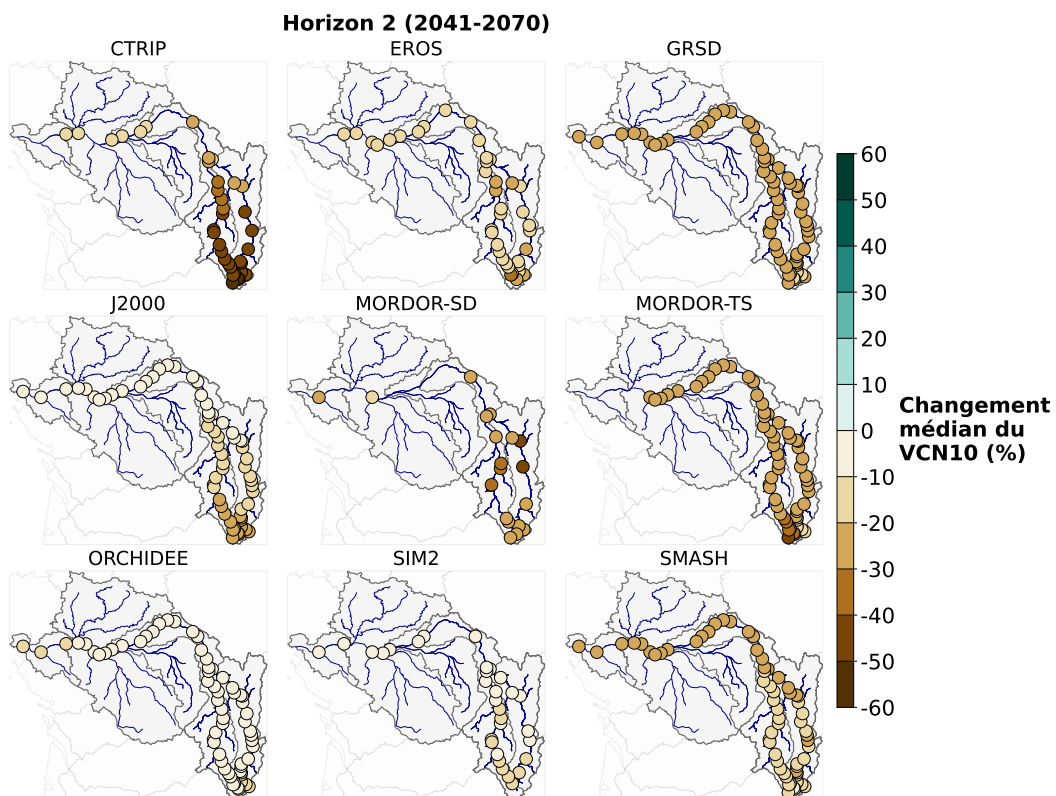 Horizon 2 (2041-2070)
CTRIP
EROS
GRSD
J2000
MORDOR-SD
MORDOR-TS
ORCHIDEE
SIM2
SMASH
60
50
40
30
20
10
0
-10
-20
-30
-40
-50
-60
Changement
médian du
VCN10 (%)